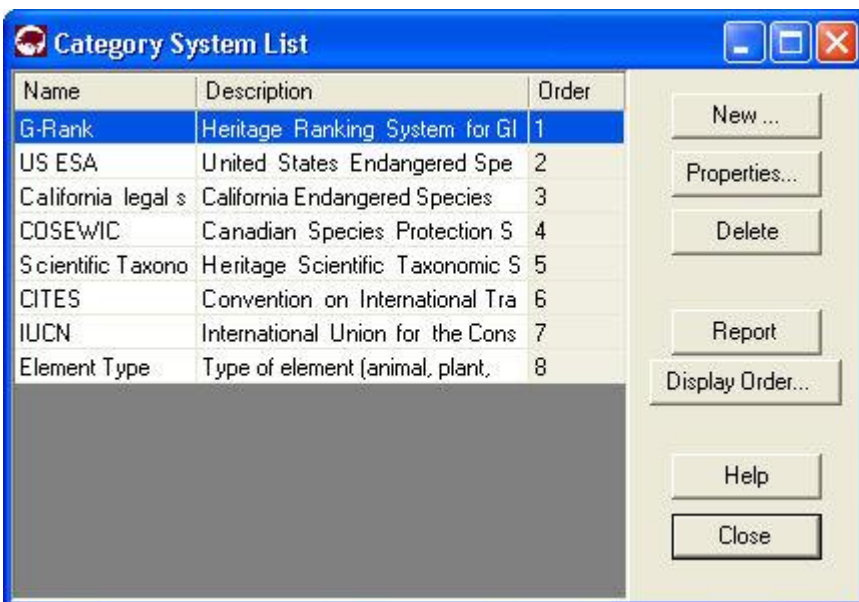 Category System List
Name Description Order
G-Rank Heritage Ranking System for Gl 1
US ESA United States Endangered Spe 2
California legal s California Endangered Species 3
COSEWIC Canadian Species Protection S 4
Scientific Taxono Heritage Scientific Taxonomic S 5
CITES Convention on International Tra 6
IUCN International Union for the Cons 7
Element Type Type of element (animal, plant, 8
New ...
Properties...
Delete
Report
Display Order...
Help
Close